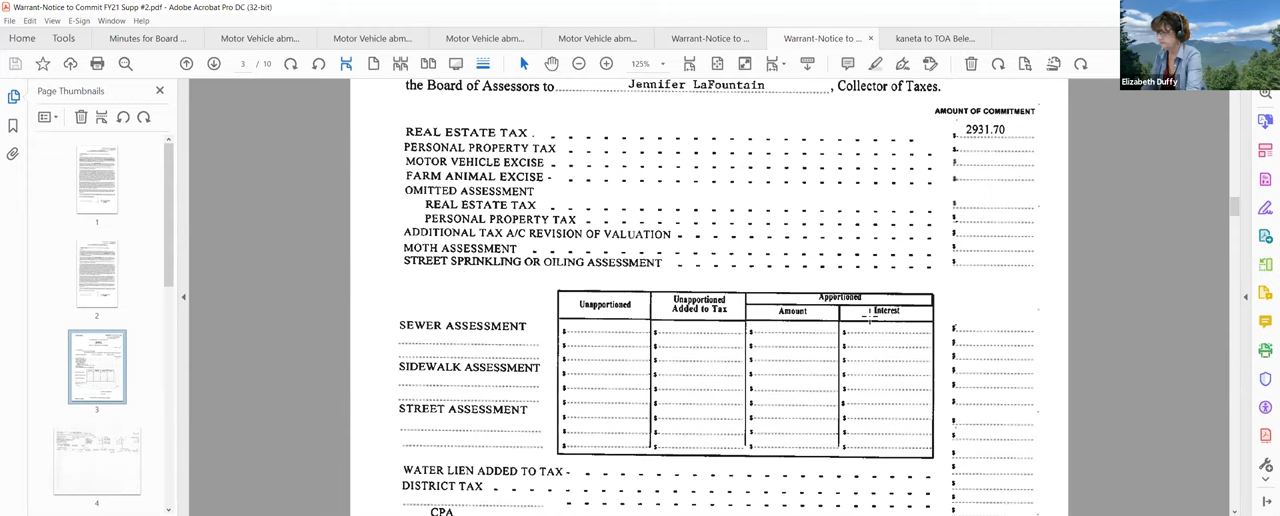 Warrant-Notice to Commit FY21 Supp #2.pdf - Adobe Acrobat Pro DC (32-bit)
File Edit View E-Sign Window Help
Home Tools Minutes for Board ... Motor Vehicle abm... Motor Vehicle abm... Motor Vehicle abm... Motor Vehicle abm... Warrant-Notice to ... Warrant-Notice to ... × kaneta to TOA Bele...
3 / 10 125%
Elizabeth Duffy
Page Thumbnails
1
2
3
4
the Board of Assessors to Jennifer LaFountain , Collector of Taxes.
AMOUNT OF COMMITMENT
REAL ESTATE TAX . $ 2931.70
PERSONAL PROPERTY TAX $
MOTOR VEHICLE EXCISE $
FARM ANIMAL EXCISE - $
OMITTED ASSESSMENT
REAL ESTATE TAX $
PERSONAL PROPERTY TAX $
ADDITIONAL TAX A/C REVISION OF VALUATION $
MOTH ASSESSMENT $
STREET SPRINKLING OR OILING ASSESSMENT $
Unapportioned Unapportioned Added to Tax Apportioned
Amount Interest
SEWER ASSESSMENT $ $ $ $ $
$ $ $ $ $
$ $ $ $ $
SIDEWALK ASSESSMENT $ $ $ $ $
$ $ $ $ $
$ $ $ $ $
STREET ASSESSMENT $ $ $ $ $
$ $ $ $ $
$ $ $ $ $
WATER LIEN ADDED TO TAX - $
DISTRICT TAX $
CPA $